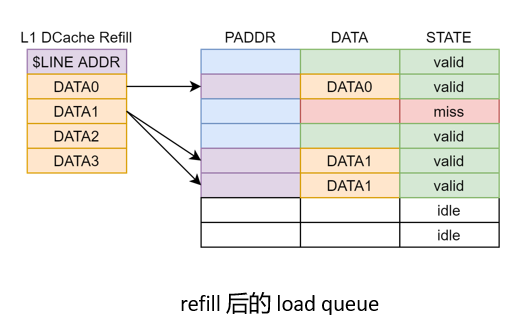 L1 DCache Refill
$LINE ADDR
DATA0
DATA1
DATA2
DATA3
PADDR DATA STATE
valid
DATA0 valid
miss
valid
DATA1 valid
DATA1 valid
idle
idle
refill 后的 load queue